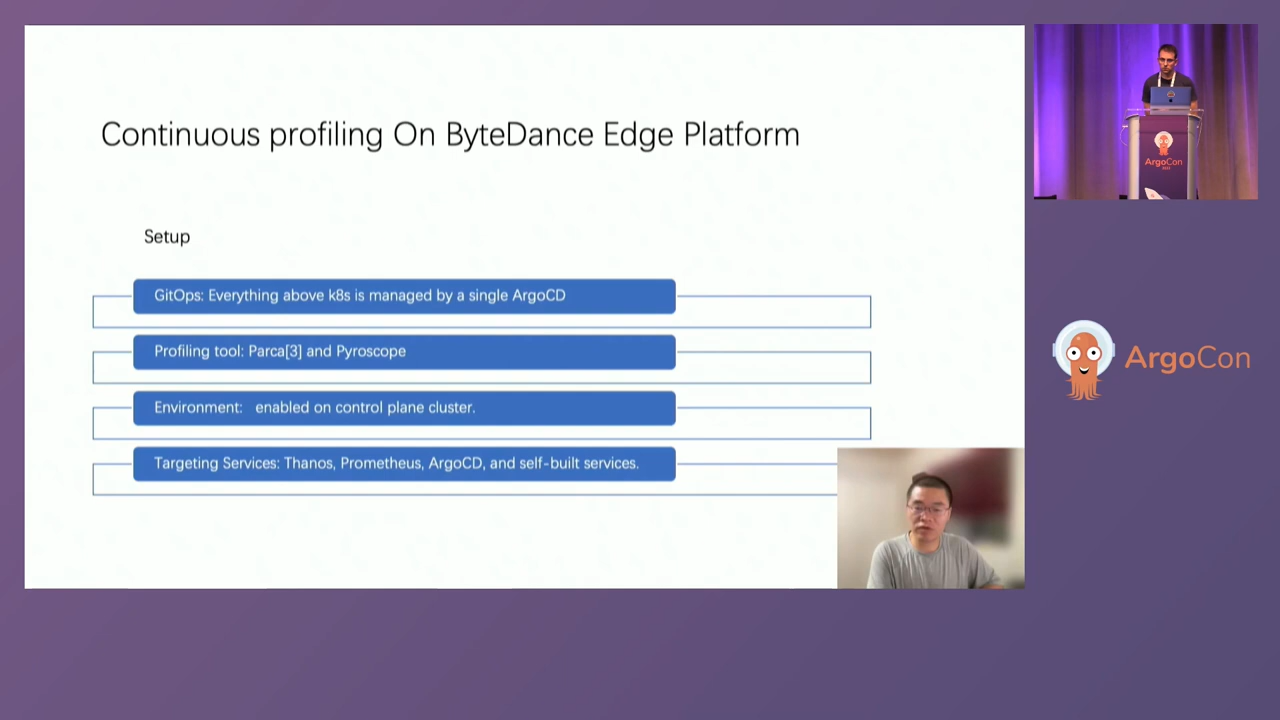 Continuous profiling On ByteDance Edge Platform
Setup
GitOps: Everything above k8s is managed by a single ArgoCD
Profiling tool: Parca[3] and Pyroscope
Environment:   enabled on control plane cluster.
Targeting Services: Thanos, Prometheus, ArgoCD, and self-built services.
ArgoCon
ArgoCon